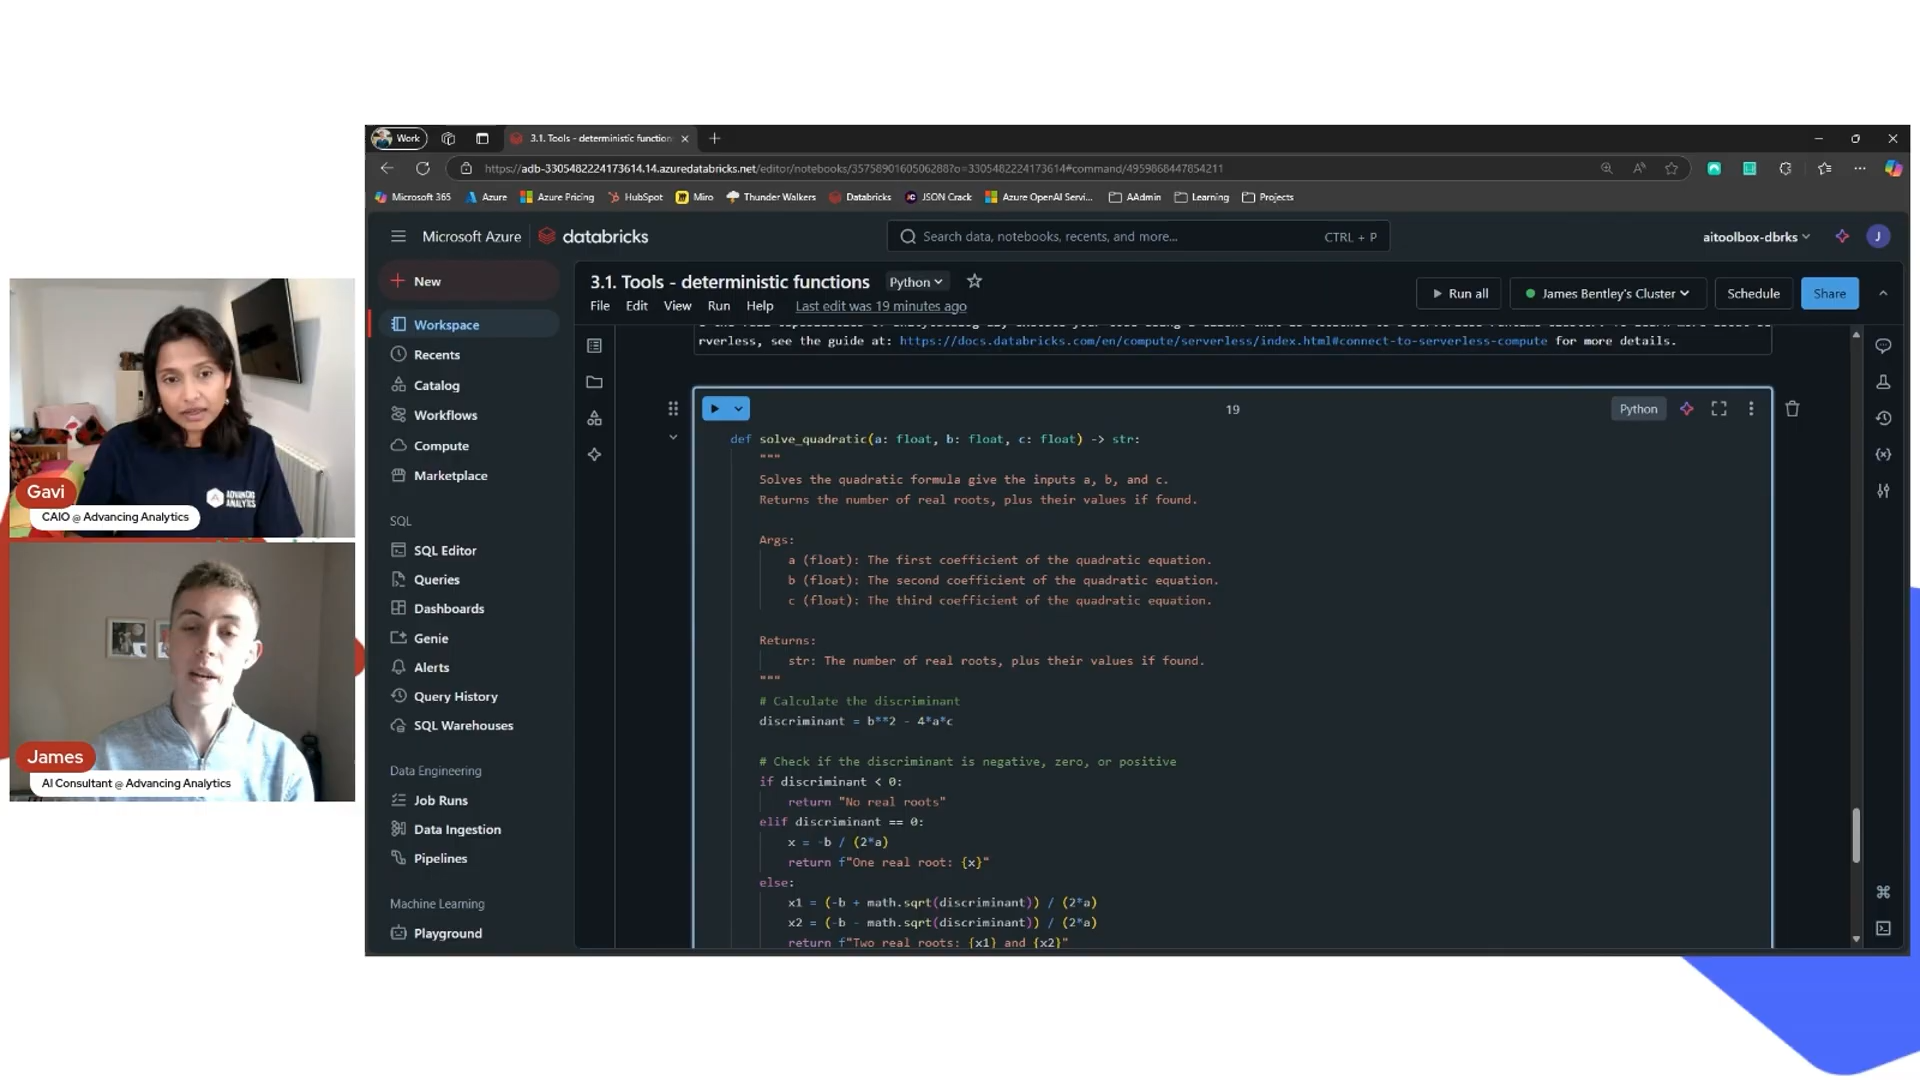 Work
3.1. Tools - deterministic function
https://adb-3305482224173614.14.azuredatabricks.net/editor/notebooks/3575890160506288?o=3305482224173614#command/4959868447854211
Microsoft 365
Azure
Azure Pricing
HubSpot
Miro
Thunder Walkers
Databricks
JSON Crack
Azure OpenAI Servi...
AAdmin
Learning
Projects
Microsoft Azure
databricks
Search data, notebooks, recents, and more...
CTRL + P
aitoolbox-dbrks
J
New
Workspace
Recents
Catalog
Workflows
Compute
Marketplace
SQL
SQL Editor
Queries
Dashboards
Genie
Alerts
Query History
SQL Warehouses
Data Engineering
Job Runs
Data Ingestion
Pipelines
Machine Learning
Playground
3.1. Tools - deterministic functions
Python
File
Edit
View
Run
Help
Last edit was 19 minutes ago
Run all
James Bentley's Cluster
Schedule
Share
rverless, see the guide at: https://docs.databricks.com/en/compute/serverless/index.html#connect-to-serverless-compute for more details.
19
Python
def solve_quadratic(a: float, b: float, c: float) -> str:
"""
Solves the quadratic formula give the inputs a, b, and c.
Returns the number of real roots, plus their values if found.
Args:
a (float): The first coefficient of the quadratic equation.
b (float): The second coefficient of the quadratic equation.
c (float): The third coefficient of the quadratic equation.
Returns:
str: The number of real roots, plus their values if found.
"""
# Calculate the discriminant
discriminant = b**2 - 4*a*c
# Check if the discriminant is negative, zero, or positive
if discriminant < 0:
return "No real roots"
elif discriminant == 0:
x = -b / (2*a)
return f"One real root: {x}"
else:
x1 = (-b + math.sqrt(discriminant)) / (2*a)
x2 = (-b - math.sqrt(discriminant)) / (2*a)
return f"Two real roots: {x1} and {x2}"
ADVANCING
ANALYTICS
Gavi
CAIO @ Advancing Analytics
James
AI Consultant @ Advancing Analytics